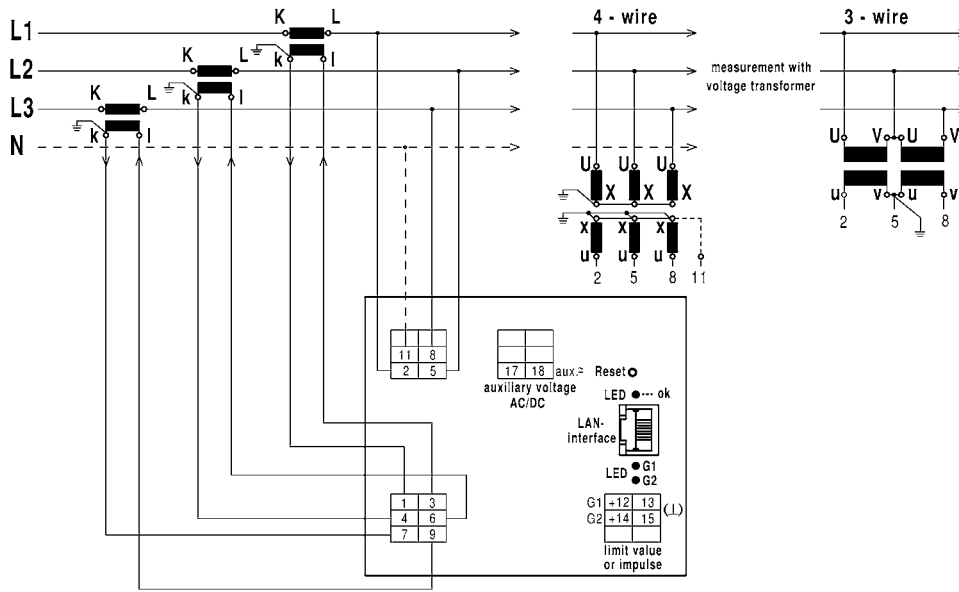 K L 4 - wire 3 - wire
L1
K L k l
L2 measurement with
voltage transformer
K L k l
L3
k l U V U V
N
U U U
X X X
u v u v
2 5 8
x x x
u u u
2 5 8 11
11 8
2 5
17 18 aux.≃ Reset
auxiliary voltage
AC/DC
LED ok
LAN-
interface
LED G1
G2
1 3
4 6
7 9
G1 +12 13 (⊥)
G2 +14 15
limit value
or impulse